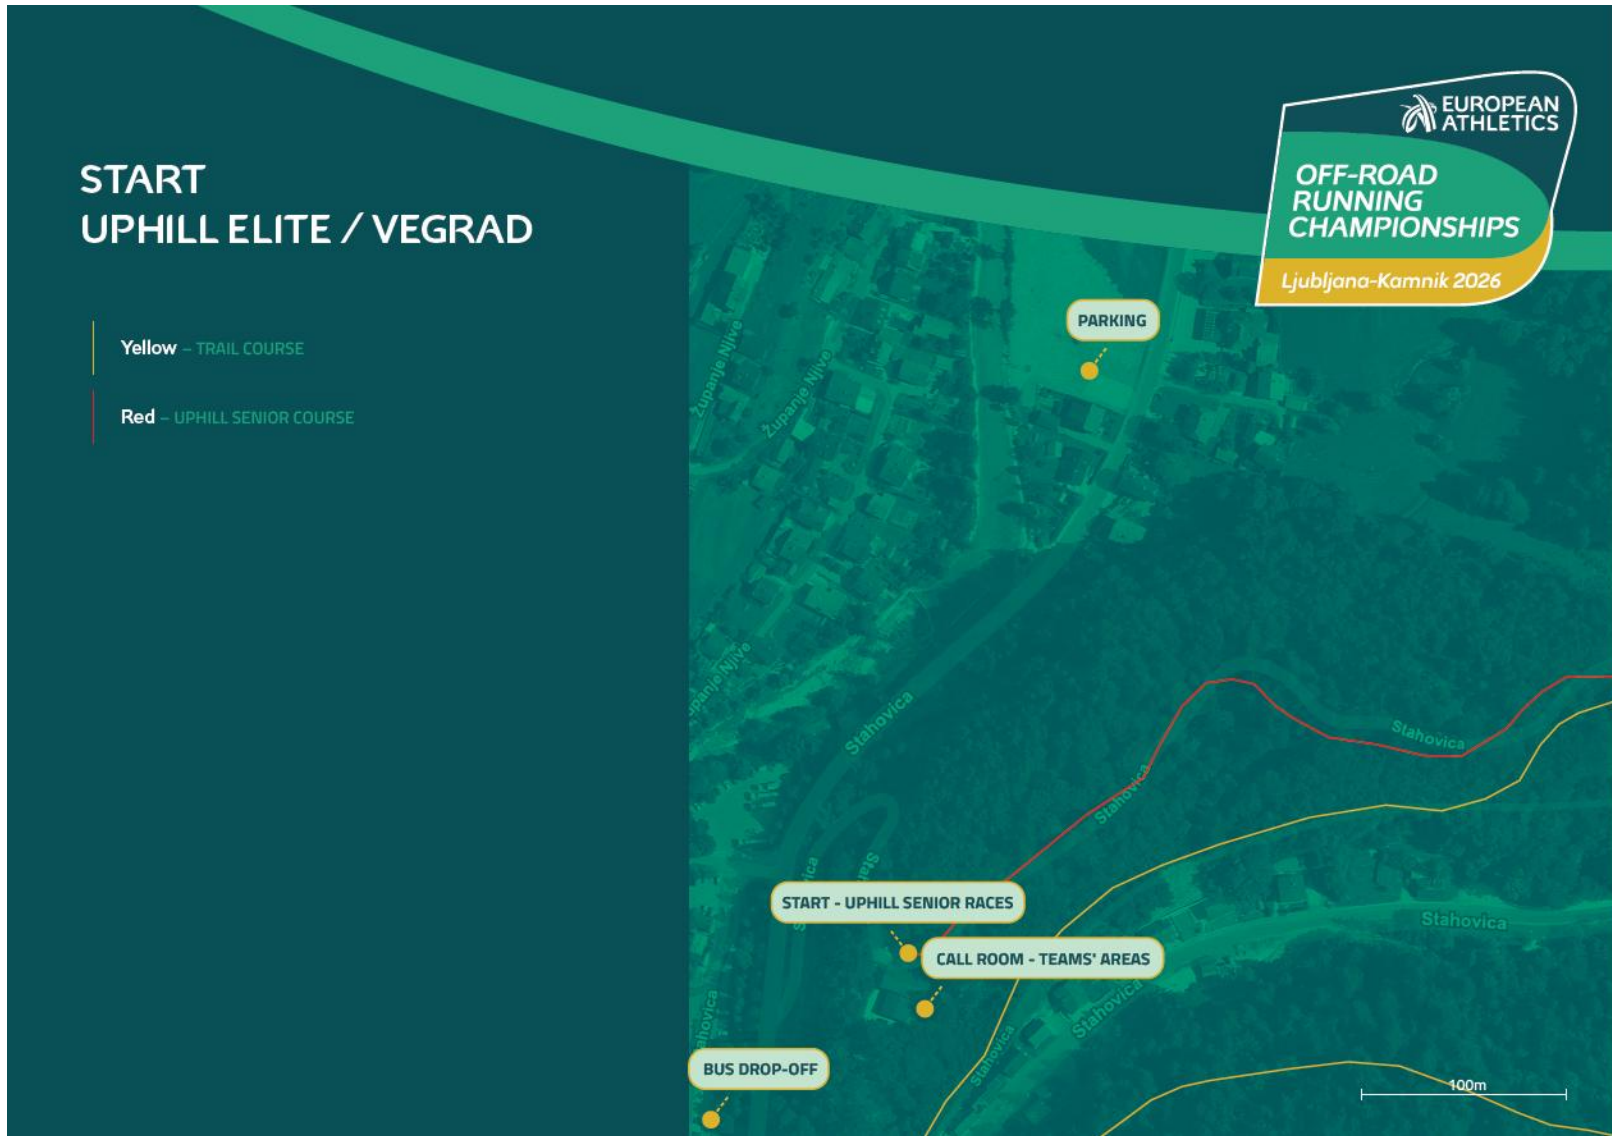 START
UPHILL ELITE / VEGRAD
Yellow – TRAIL COURSE
Red – UPHILL SENIOR COURSE
EUROPEAN
ATHLETICS
OFF-ROAD
RUNNING
CHAMPIONSHIPS
Ljubljana-Kamnik 2026
PARKING
Županje Njive
Županje Njive
Stahovica
Stahovica
Stahovica
START - UPHILL SENIOR RACES
Stahovica
CALL ROOM - TEAMS' AREAS
Stahovica
Stahovica
BUS DROP-OFF
100m